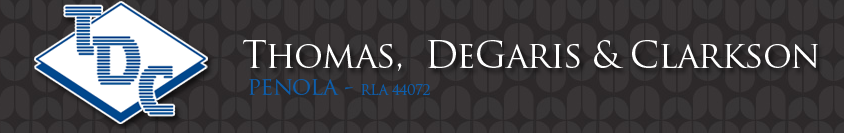 TDC
THOMAS, DEGARIS & CLARKSON
PENOLA - RLA 44072